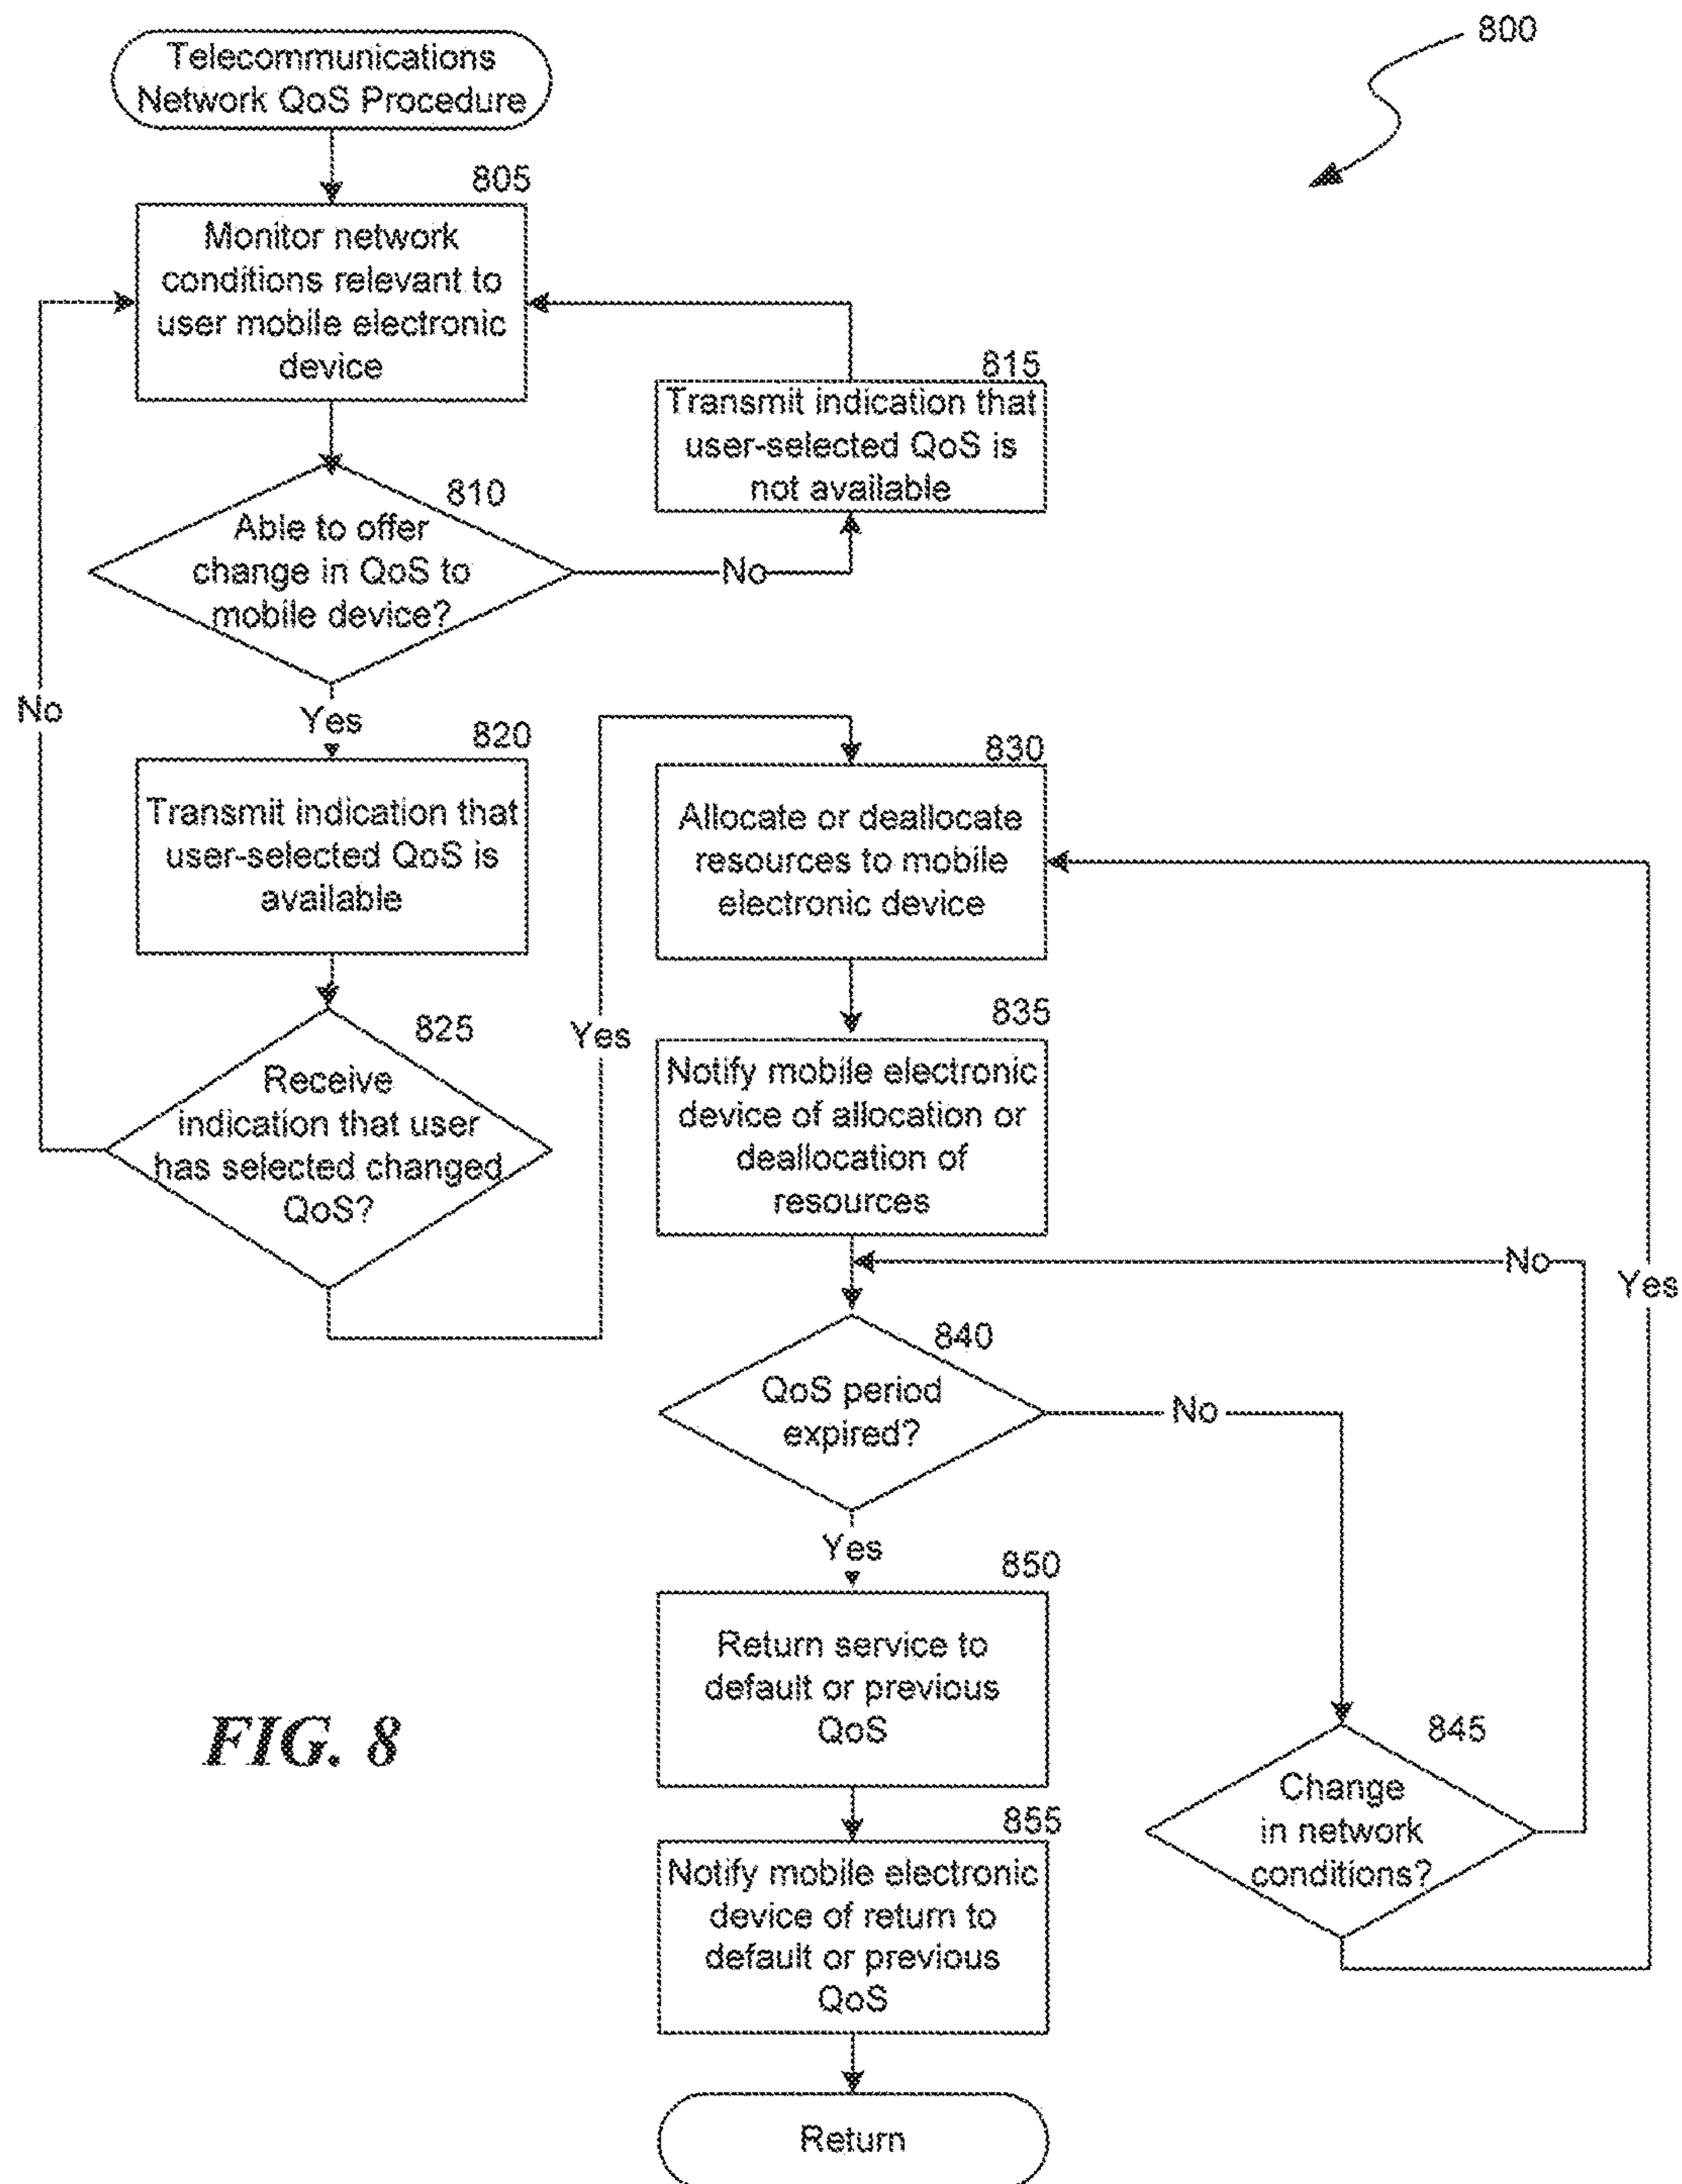 800
Telecommunications
Network QoS Procedure
805
Monitor network
conditions relevant to
user mobile electronic
device
815
Transmit indication that
user-selected QoS is
not available
810
Able to offer
change in QoS to
mobile device?
No
No
Yes
820
Transmit indication that
user-selected QoS is
available
825
Receive
indication that user
has selected changed
QoS?
Yes
830
Allocate or deallocate
resources to mobile
electronic device
835
Notify mobile electronic
device of allocation or
deallocation of
resources
No
Yes
840
QoS period
expired?
No
Yes
850
Return service to
default or previous
QoS
845
Change
in network
conditions?
855
Notify mobile electronic
device of return to
default or previous
QoS
Return
FIG. 8